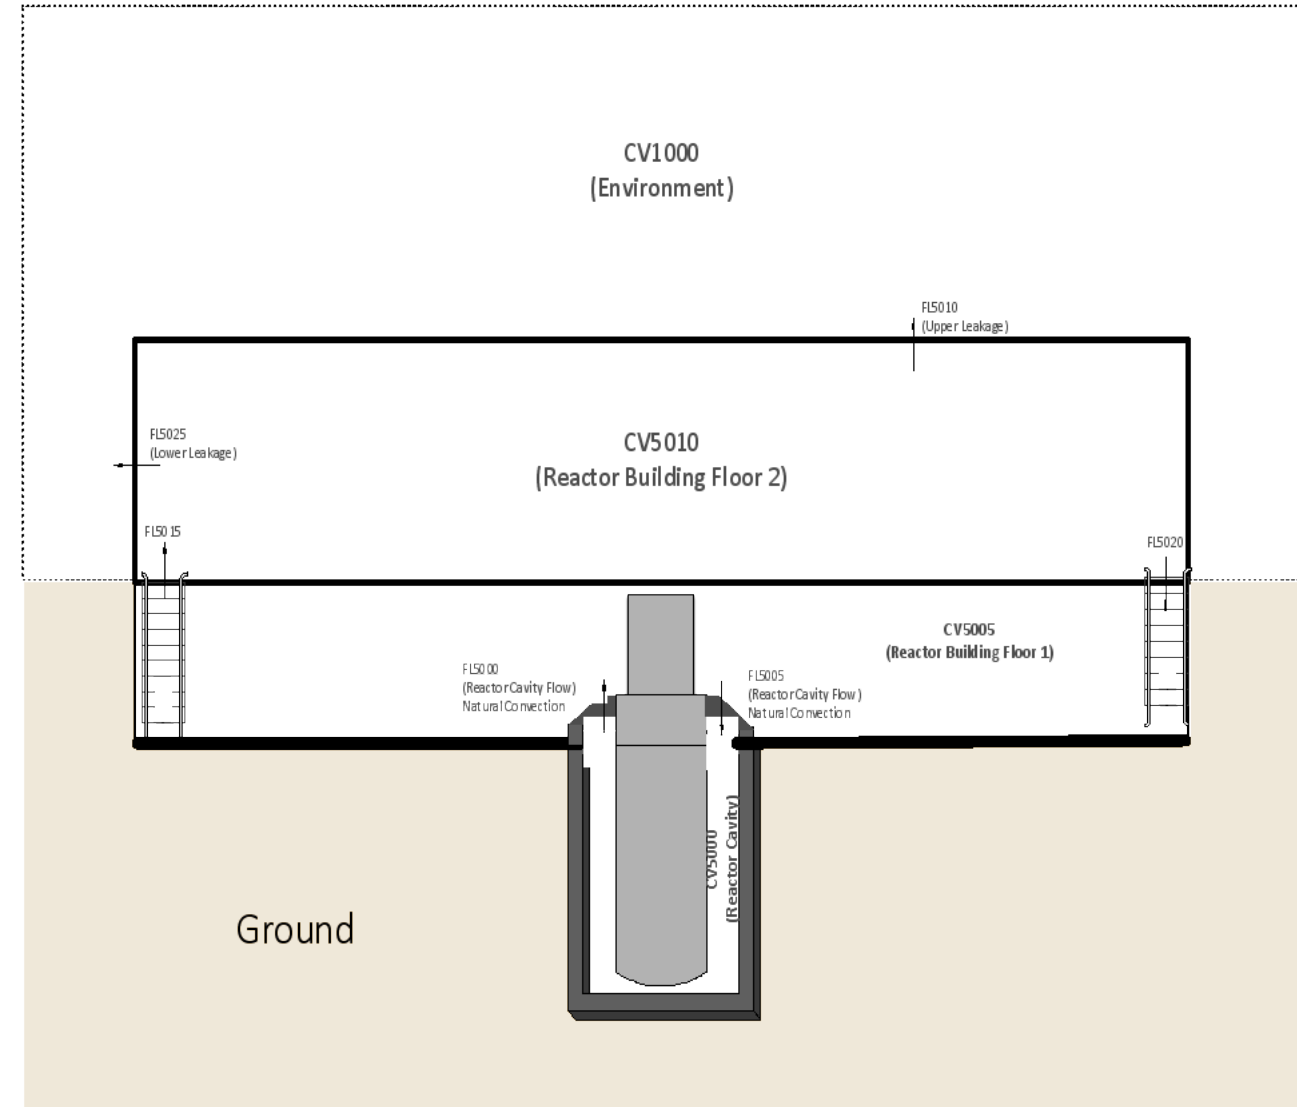 CV1000
(Environment)
FL5010
(Upper Leakage)
FL5025
(Lower Leakage)
CV5010
(Reactor Building Floor 2)
FL5015
FL5020
CV5005
(Reactor Building Floor 1)
FL5000
(Reactor Cavity Flow)
Natural Convection
FL5005
(Reactor Cavity Flow)
Natural Convection
CV5000
(Reactor Cavity)
Ground